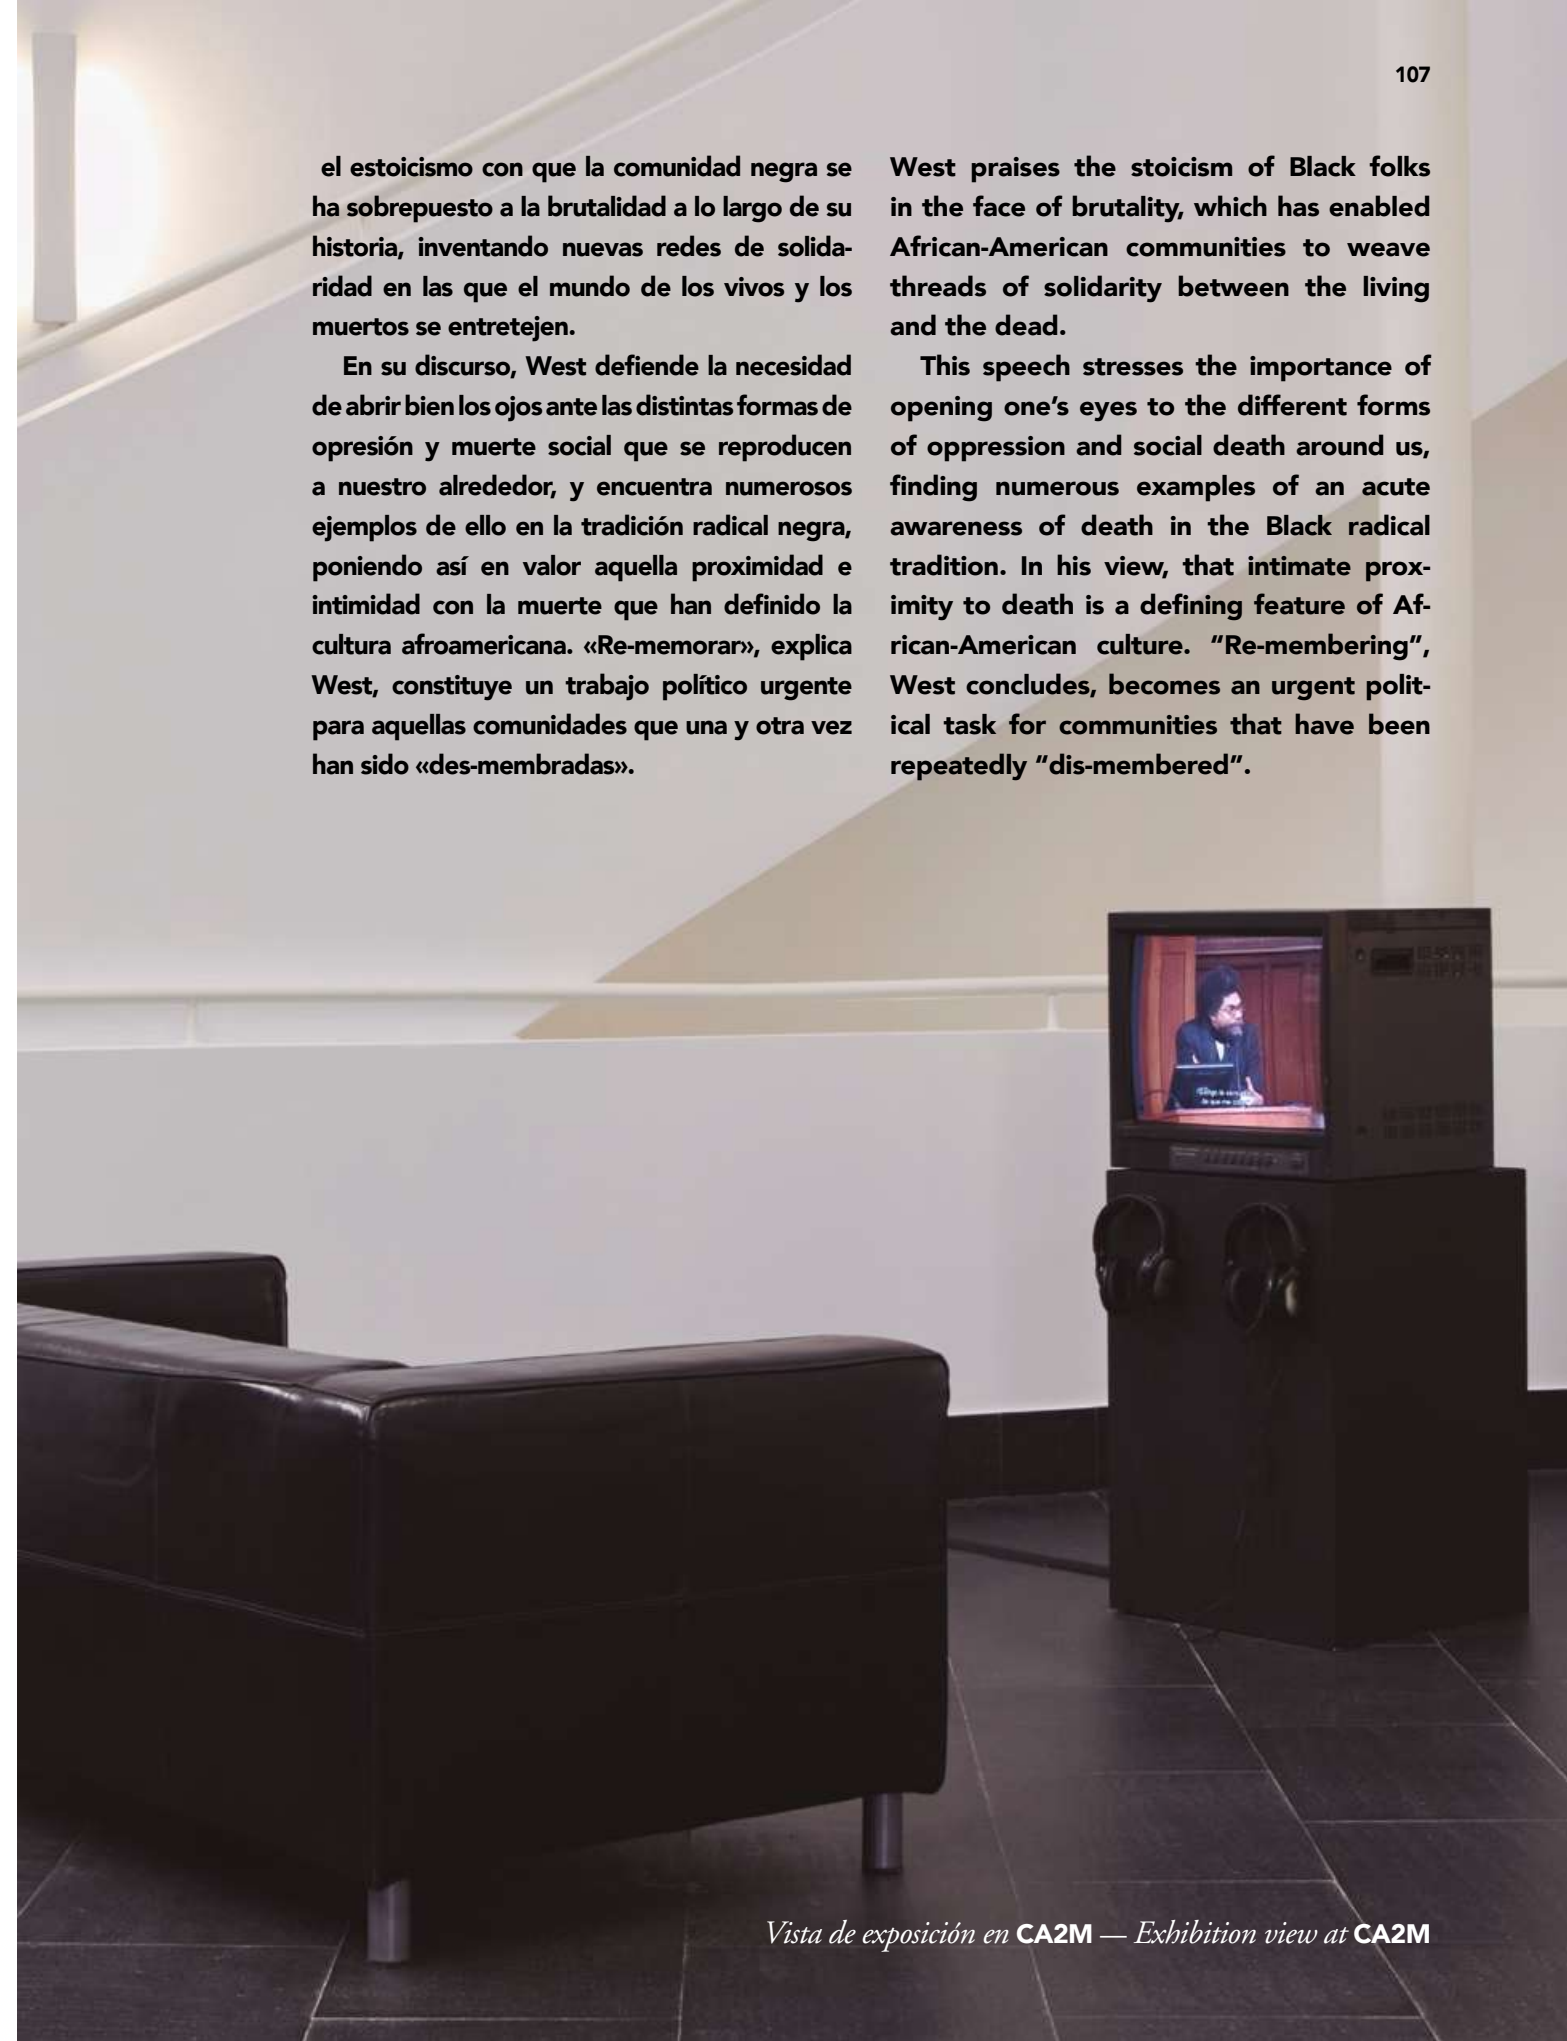 107
el estoicismo con que la comunidad negra se
ha sobrepuesto a la brutalidad a lo largo de su
historia, inventando nuevas redes de solida-
ridad en las que el mundo de los vivos y los
muertos se entretejen.
En su discurso, West defiende la necesidad
de abrir bien los ojos ante las distintas formas de
opresión y muerte social que se reproducen
a nuestro alrededor, y encuentra numerosos
ejemplos de ello en la tradición radical negra,
poniendo así en valor aquella proximidad e
intimidad con la muerte que han definido la
cultura afroamericana. «Re-memorar», explica
West, constituye un trabajo político urgente
para aquellas comunidades que una y otra vez
han sido «des-membradas».
West praises the stoicism of Black folks
in the face of brutality, which has enabled
African-American communities to weave
threads of solidarity between the living
and the dead.
This speech stresses the importance of
opening one’s eyes to the different forms
of oppression and social death around us,
finding numerous examples of an acute
awareness of death in the Black radical
tradition. In his view, that intimate prox-
imity to death is a defining feature of Af-
rican-American culture. “Re-membering”,
West concludes, becomes an urgent polit-
ical task for communities that have been
repeatedly “dis-membered”.
Vista de exposición en CA2M — Exhibition view at CA2M